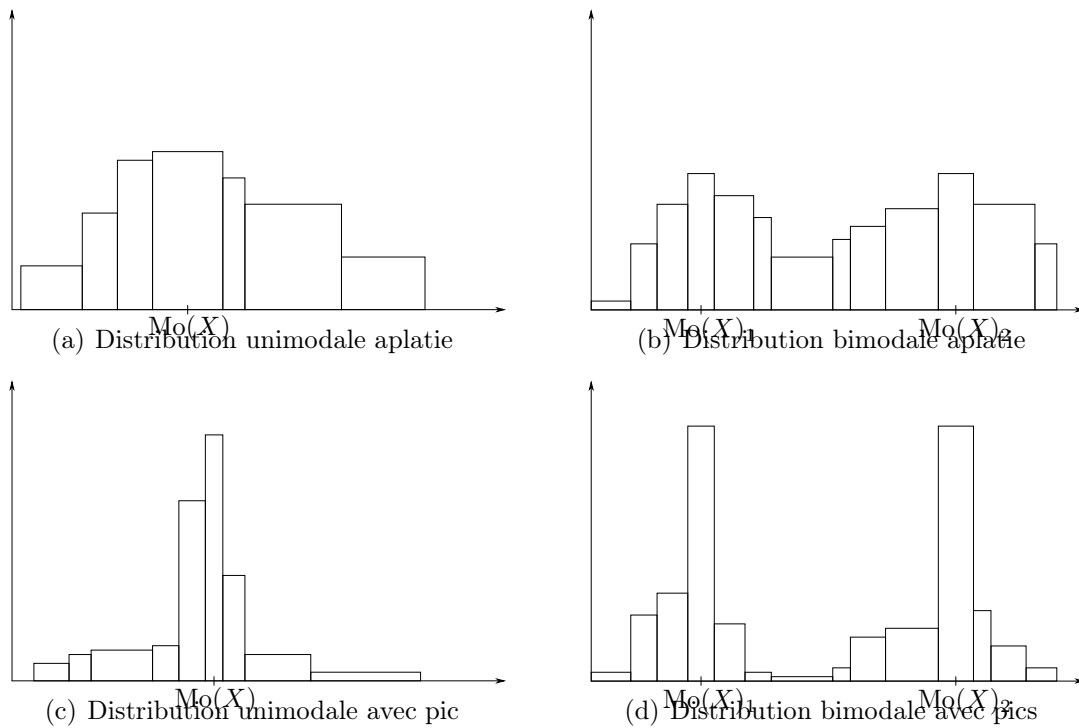 Mo(X)
(a) Distribution unimodale aplatie
Mo(X)₁
Mo(X)₂
(b) Distribution bimodale aplatie
Mo(X)
(c) Distribution unimodale avec pic
Mo(X)₁
Mo(X)₂
(d) Distribution bimodale avec pics